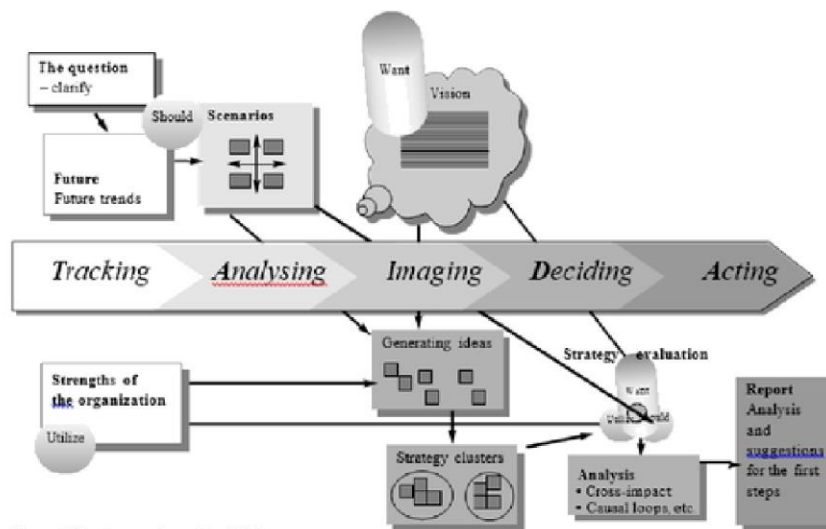 The question
– clarify
Should
Scenarios
Future
Future trends
Want
Vision
Tracking
Analysing
Imaging
Deciding
Acting
Generating ideas
Strengths of
the organization
Utilize
Strategy clusters
Strategy evaluation
Want
Utilize
Should
Analysis
• Cross-impact
• Causal loops, etc.
Report
Analysis
and
suggestions
for the first
steps